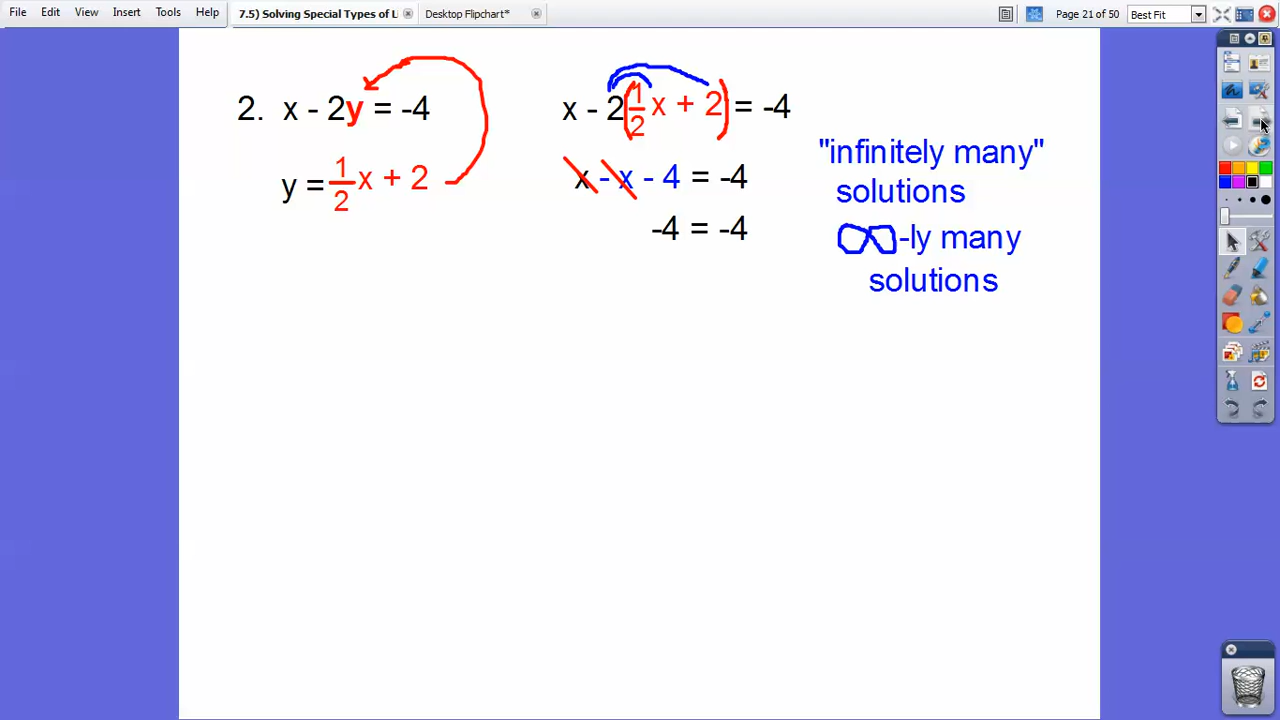 File Edit View Insert Tools Help
7.5) Solving Special Types of Li
Desktop Flipchart*
Page 21 of 50
Best Fit
2. x - 2y = -4
y = 1/2 x + 2
x - 2(1/2 x + 2) = -4
x - x - 4 = -4
-4 = -4
"infinitely many"
solutions
∞-ly many
solutions